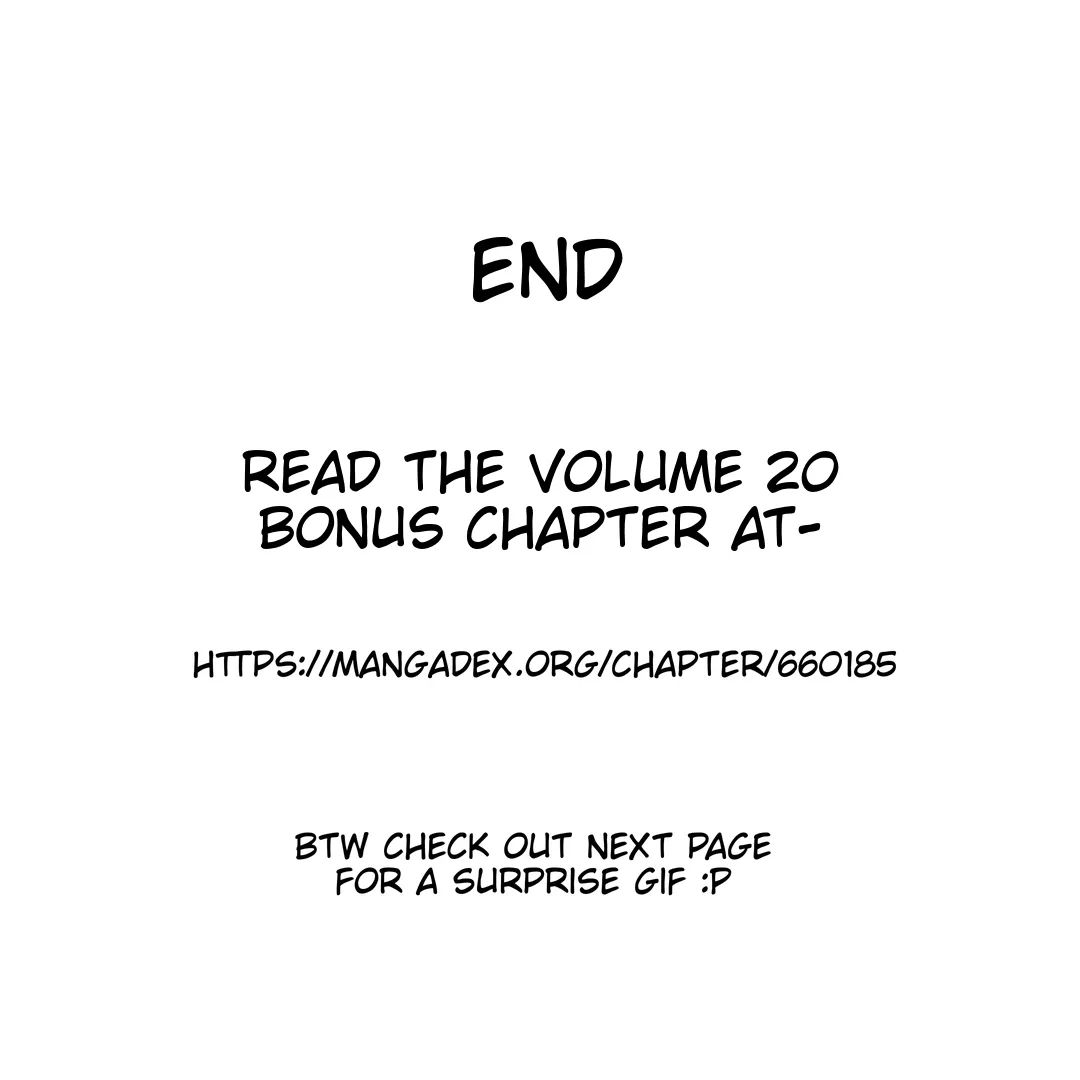 END
READ THE VOLUME 20
BONUS CHAPTER AT-
HTTPS://MANGADEX.ORG/CHAPTER/660185
BTW CHECK OUT NEXT PAGE
FOR A SURPRISE GIF :P